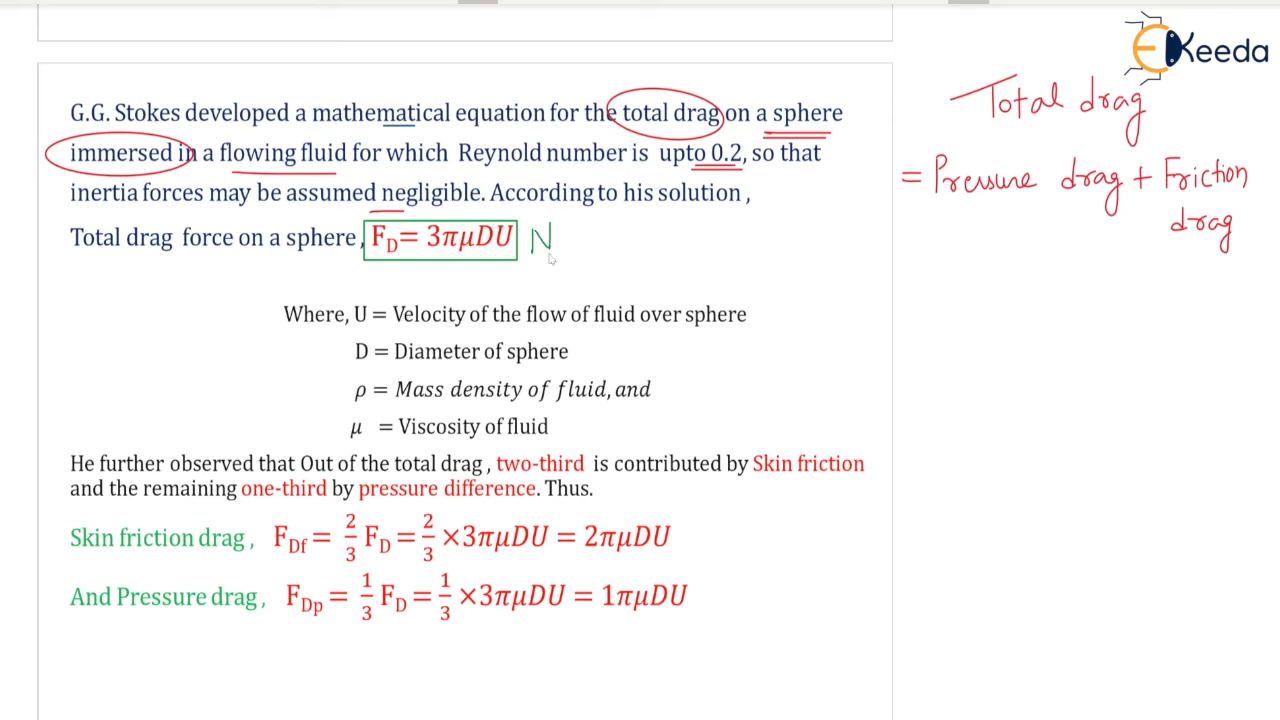 EKeeda
G.G. Stokes developed a mathematical equation for the total drag on a sphere
immersed in a flowing fluid for which Reynold number is upto 0.2, so that
inertia forces may be assumed negligible. According to his solution,
Total drag force on a sphere, F_D= 3πμDU N
Where, U = Velocity of the flow of fluid over sphere
D = Diameter of sphere
ρ = Mass density of fluid, and
μ = Viscosity of fluid
He further observed that Out of the total drag, two-third is contributed by Skin friction
and the remaining one-third by pressure difference. Thus.
Skin friction drag, F_Df = 2/3 F_D = 2/3 ×3πμDU = 2πμDU
And Pressure drag, F_Dp = 1/3 F_D = 1/3 ×3πμDU = 1πμDU
Total drag
= Pressure drag + Friction
drag